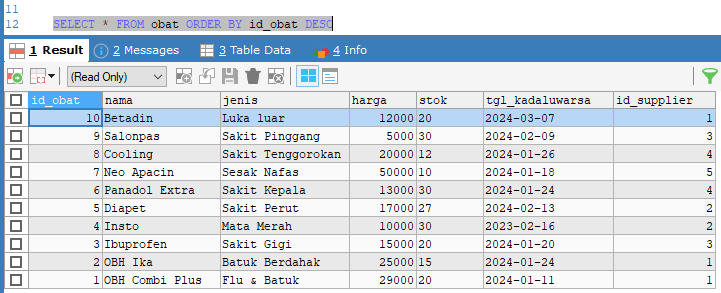 11
12 SELECT * FROM obat ORDER BY id_obat DESC
1 Result 2 Messages 3 Table Data 4 Info
(Read Only)
id_obat nama jenis harga stok tgl_kadaluwarsa id_supplier
10 Betadin Luka luar 12000 20 2024-03-07 1
9 Salonpas Sakit Pinggang 5000 30 2024-02-09 3
8 Cooling Sakit Tenggorokan 20000 12 2024-01-26 4
7 Neo Apacin Sesak Nafas 50000 10 2024-01-18 5
6 Panadol Extra Sakit Kepala 13000 30 2024-01-24 4
5 Diapet Sakit Perut 17000 27 2024-02-13 2
4 Insto Mata Merah 10000 30 2023-02-16 2
3 Ibuprofen Sakit Gigi 15000 20 2024-01-20 3
2 OBH Ika Batuk Berdahak 25000 15 2024-01-24 1
1 OBH Combi Plus Flu & Batuk 29000 20 2024-01-11 1